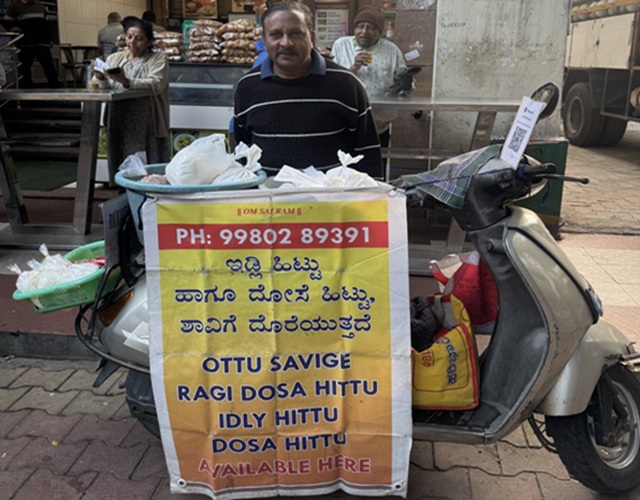 || OM SAI RAM ||
PH: 99802 89391
ಇಡ್ಲಿ ಹಿಟ್ಟು
ಹಾಗೂ ದೋಸೆ ಹಿಟ್ಟು,
ಶಾವಿಗೆ ದೊರೆಯುತ್ತದೆ
OTTU SAVIGE
RAGI DOSA HITTU
IDLY HITTU
DOSA HITTU
AVAILABLE HERE